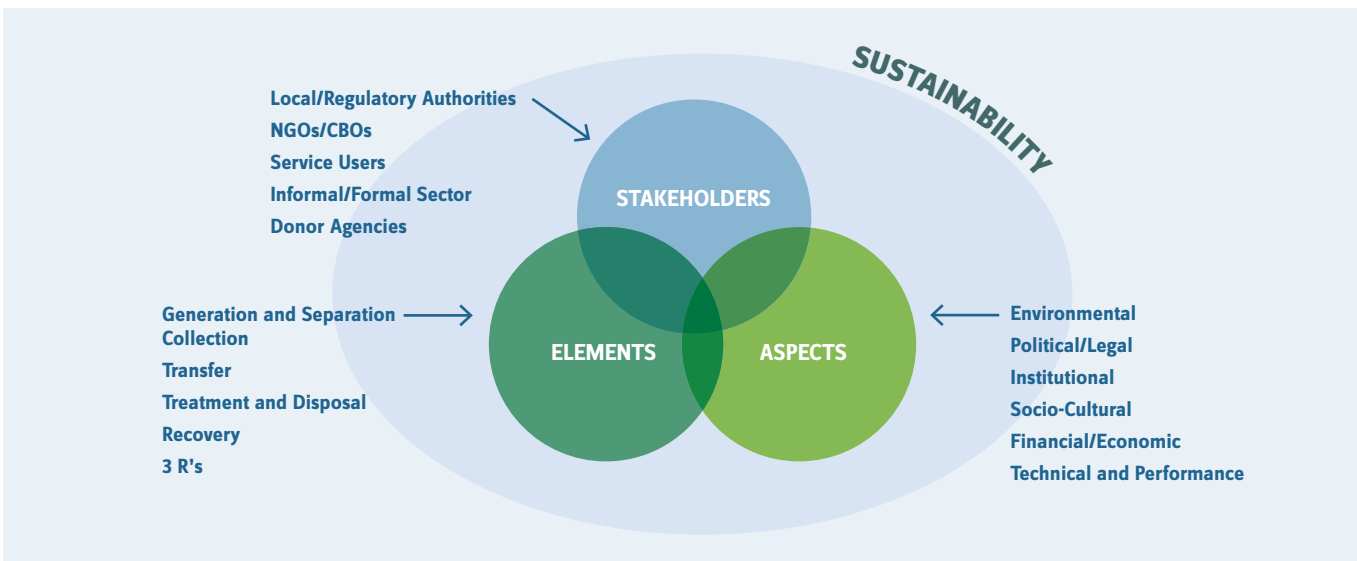 SUSTAINABILITY
Local/Regulatory Authorities
NGOs/CBOs
Service Users
Informal/Formal Sector
Donor Agencies
STAKEHOLDERS
Generation and Separation
Collection
Transfer
Treatment and Disposal
Recovery
3 R's
ELEMENTS
ASPECTS
Environmental
Political/Legal
Institutional
Socio-Cultural
Financial/Economic
Technical and Performance